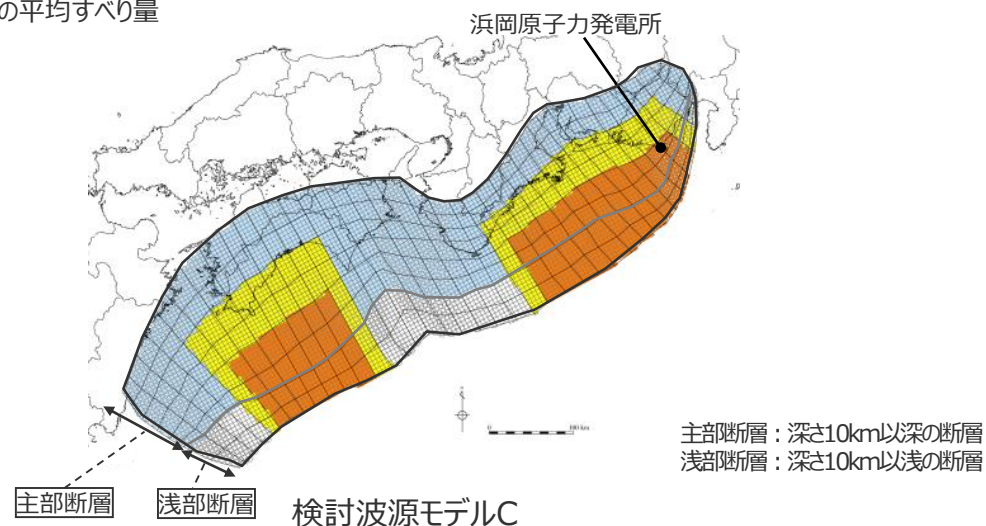 の平均すべり量
浜岡原子力発電所
0 100 km
主部断層：深さ10km以深の断層
浅部断層：深さ10km以浅の断層
主部断層
浅部断層
検討波源モデルC